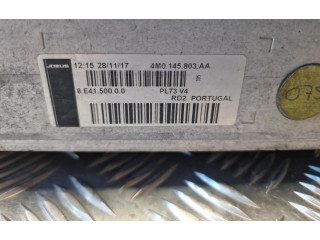 12:15 28/11/17 4M0.145.803.AA
8.E41.500.0.0 PL73 V4
RD2 PORTUGAL